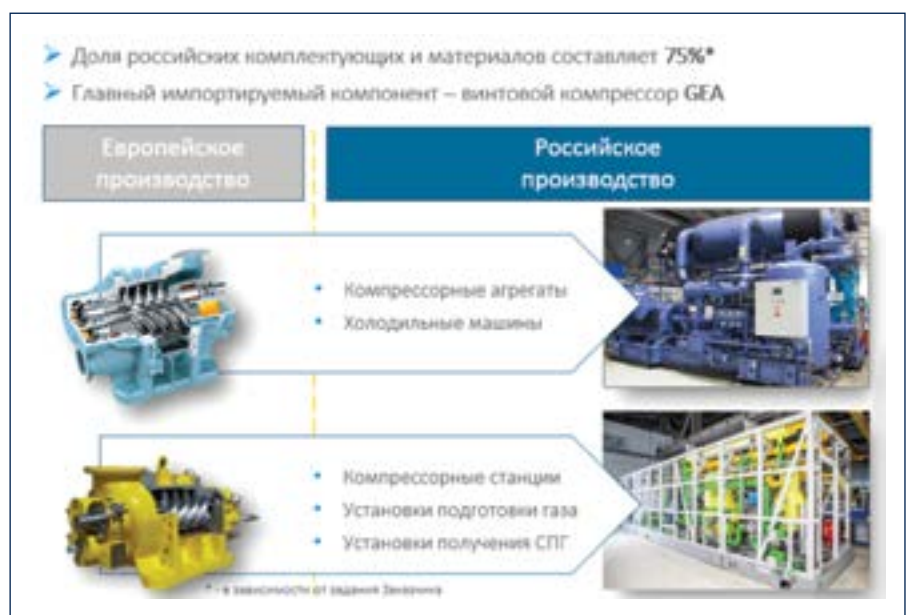 Доля российских комплектующих и материалов составляет 75%*
Главный импортируемый компонент – винтовой компрессор GEA
Европейское
производство
Российское
производство
Компрессорные агрегаты
Холодильные машины
Компрессорные станции
Установки подготовки газа
Установки получения СПГ
* - в зависимости от задания Заказчика